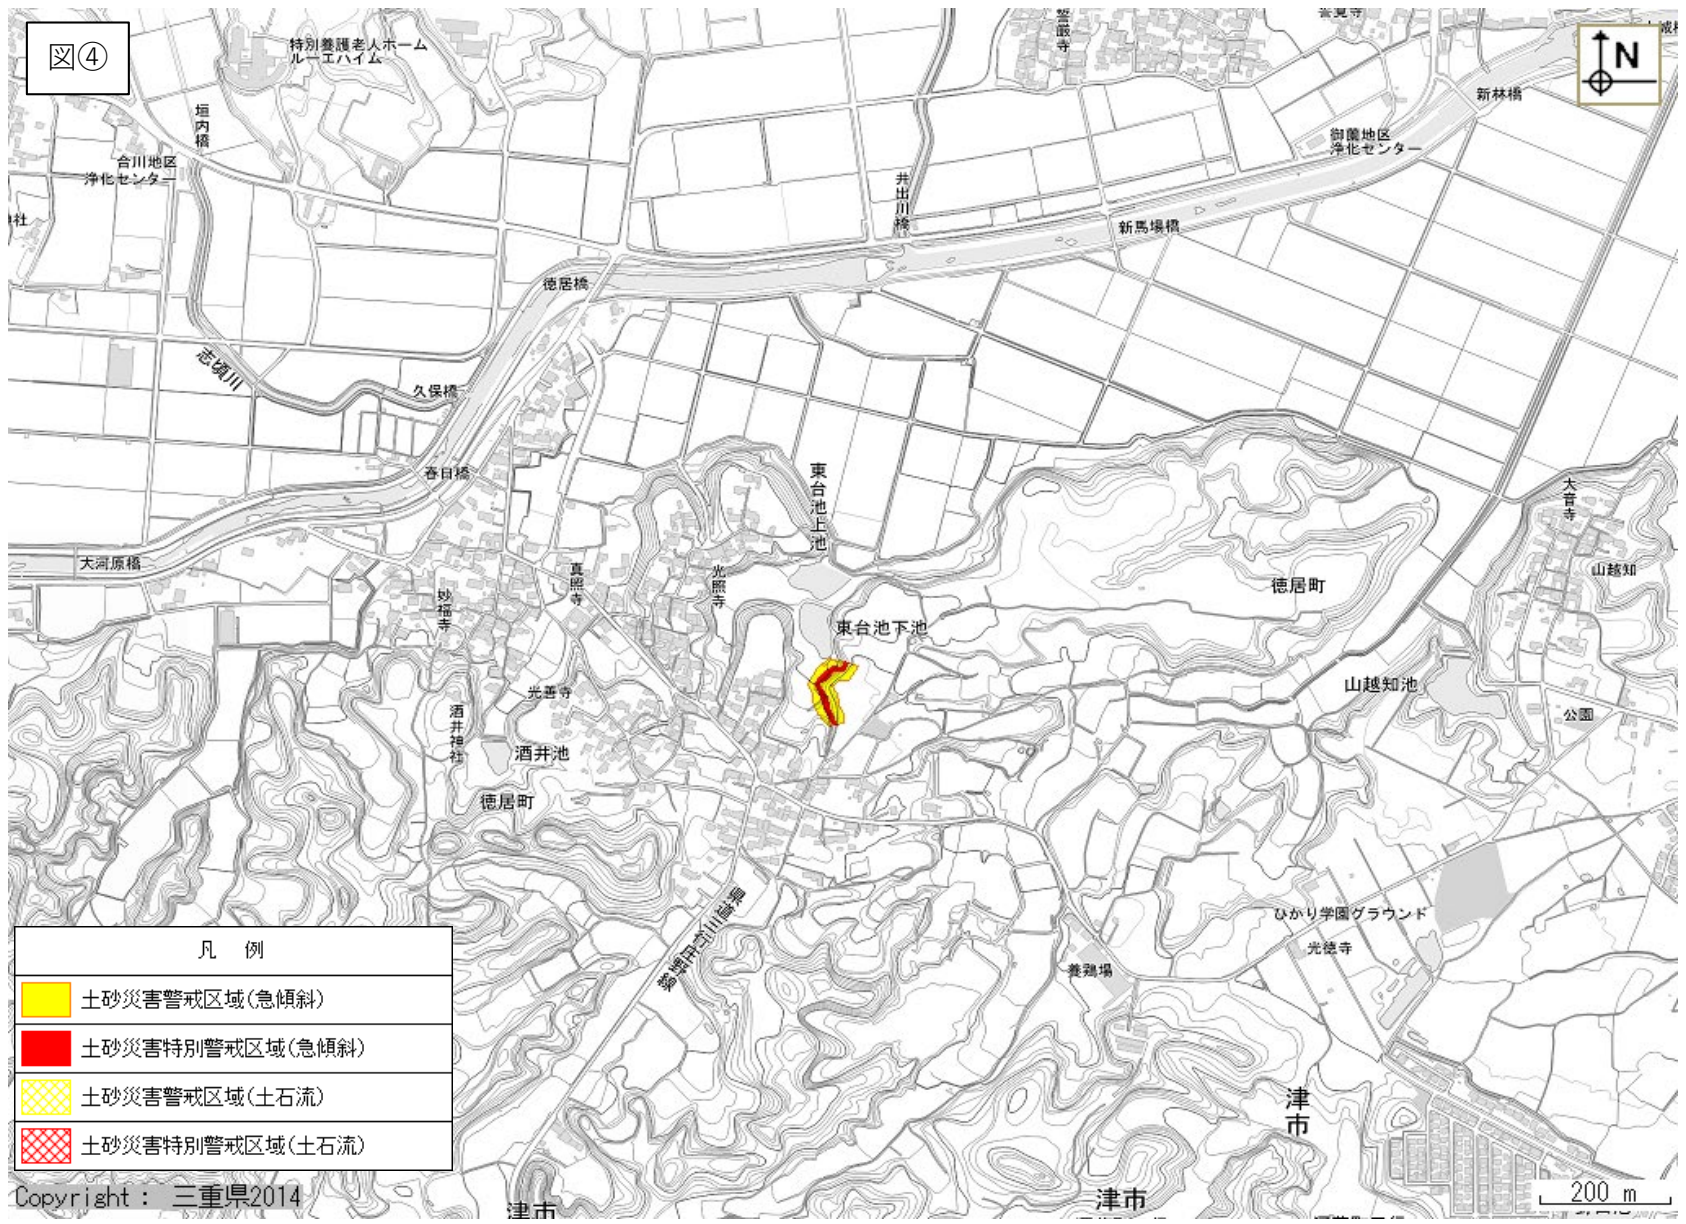 図④
N
特別養護老人ホーム
ルーエハイム
誓厳寺
誓覚寺
新林橋
垣内橋
合川地区
浄化センター
御薗地区
浄化センター
井出川橋
新馬場橋
徳居橋
志頃川
久保橋
春日橋
大河原橋
東台池上池
大音寺
山越知
徳居町
真照寺
光照寺
妙福寺
東台池下池
山越知池
公園
光善寺
酒井神社
酒井池
徳居町
県道三行庄野線
ひかり学園グラウンド
光徳寺
養鶏場
凡 例
土砂災害警戒区域(急傾斜)
土砂災害特別警戒区域(急傾斜)
土砂災害警戒区域(土石流)
土砂災害特別警戒区域(土石流)
津市
津市
津市
Copyright : 三重県2014
200 m